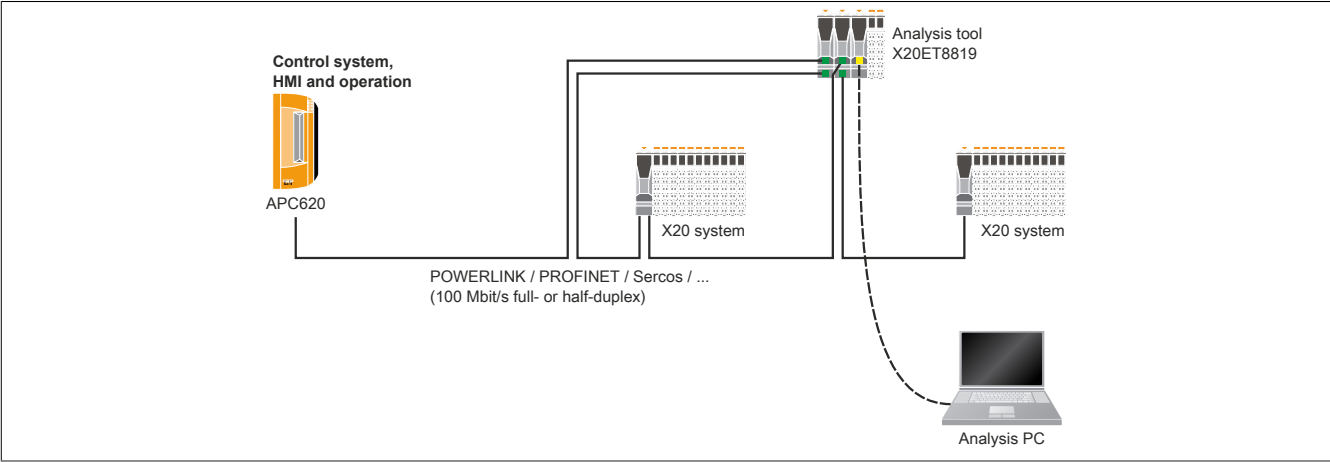 Analysis tool
X20ET8819
Control system,
HMI and operation
APC620
X20 system
X20 system
POWERLINK / PROFINET / Sercos / ...
(100 Mbit/s full- or half-duplex)
Analysis PC